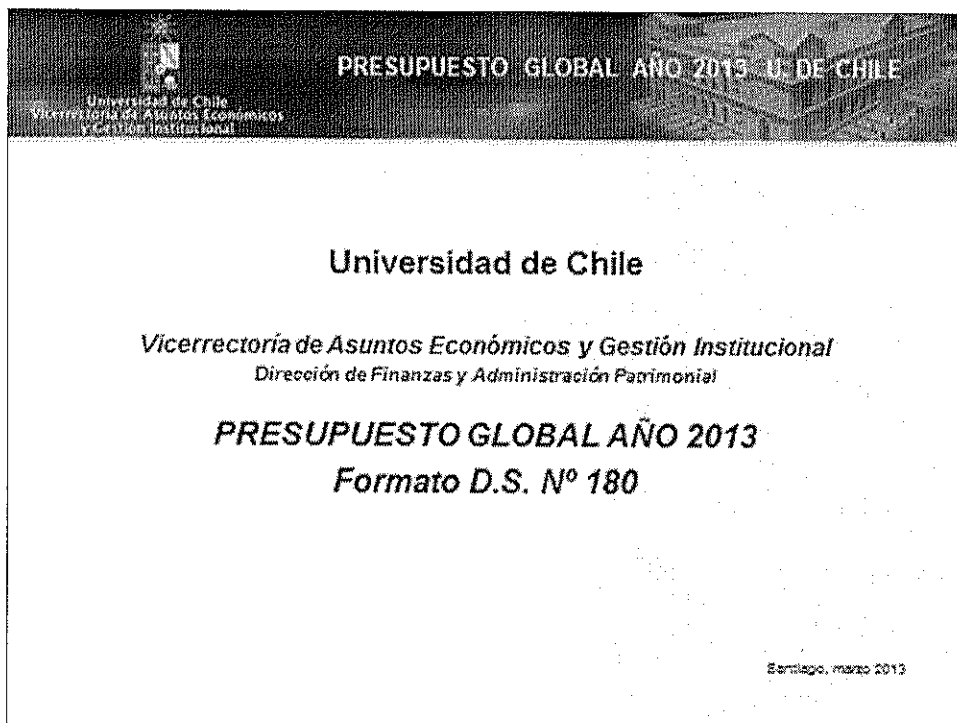 PRESUPUESTO GLOBAL AÑO 2013 U. DE CHILE
Universidad de Chile
Vicerrectoría de Asuntos Económicos
y Gestión Institucional
Universidad de Chile
Vicerrectoría de Asuntos Económicos y Gestión Institucional
Dirección de Finanzas y Administración Patrimonial
PRESUPUESTO GLOBAL AÑO 2013
Formato D.S. Nº 180
Santiago, marzo 2013